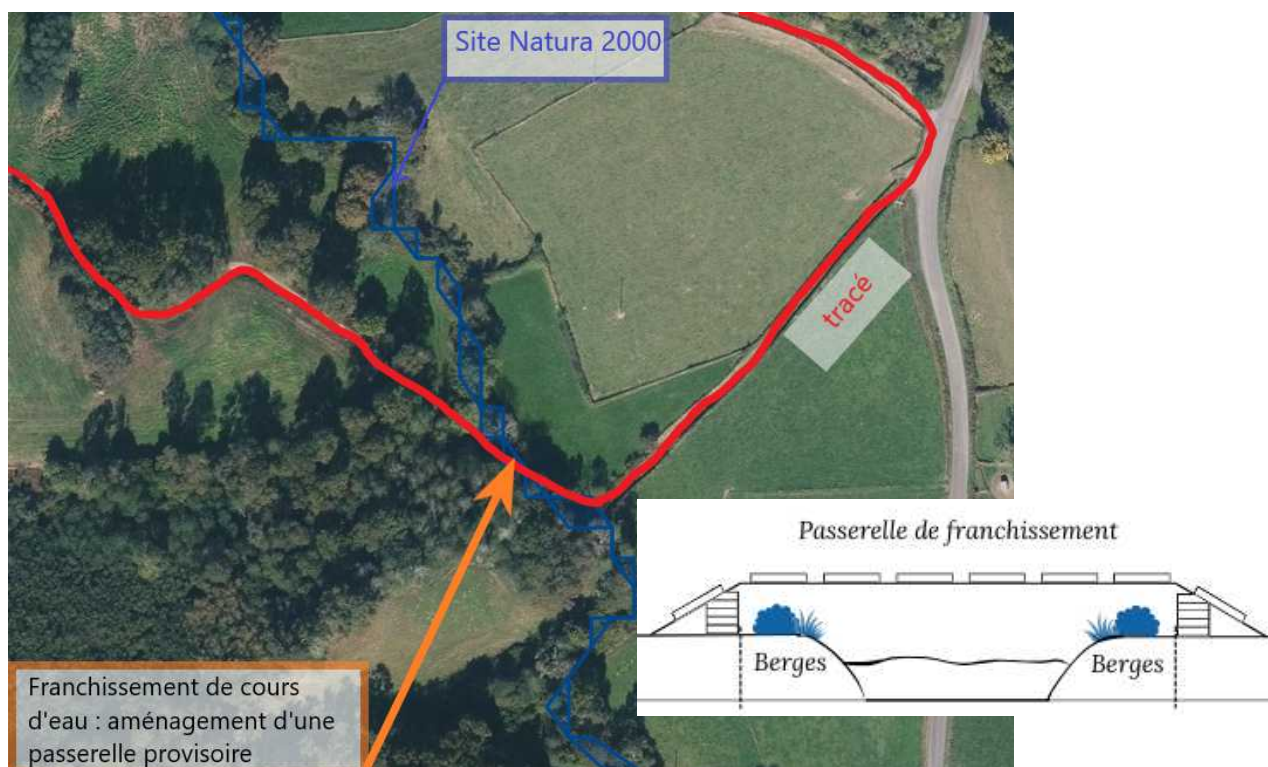 Site Natura 2000
tracé
Passerelle de franchissement
Berges
Berges
Franchissement de cours
d'eau : aménagement d'une
passerelle provisoire